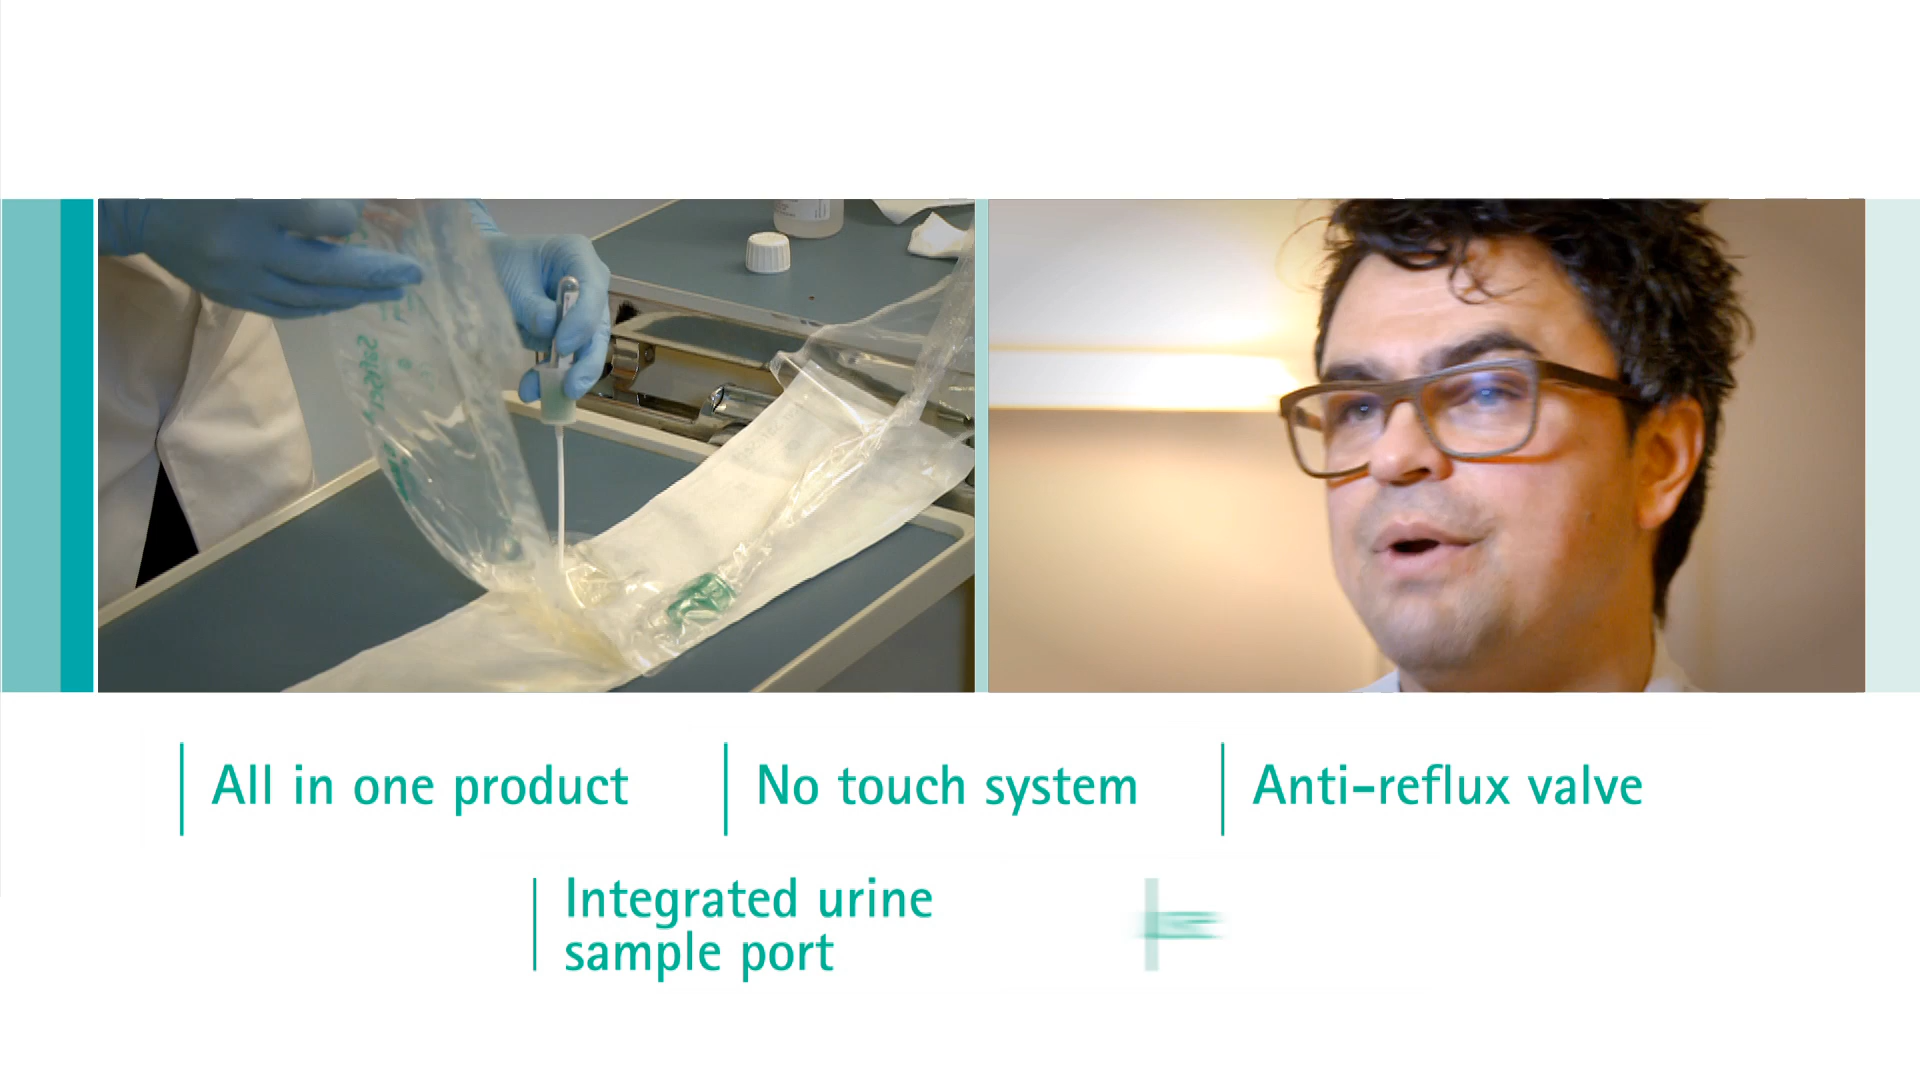 All in one product
No touch system
Anti-reflux valve
Integrated urine
sample port